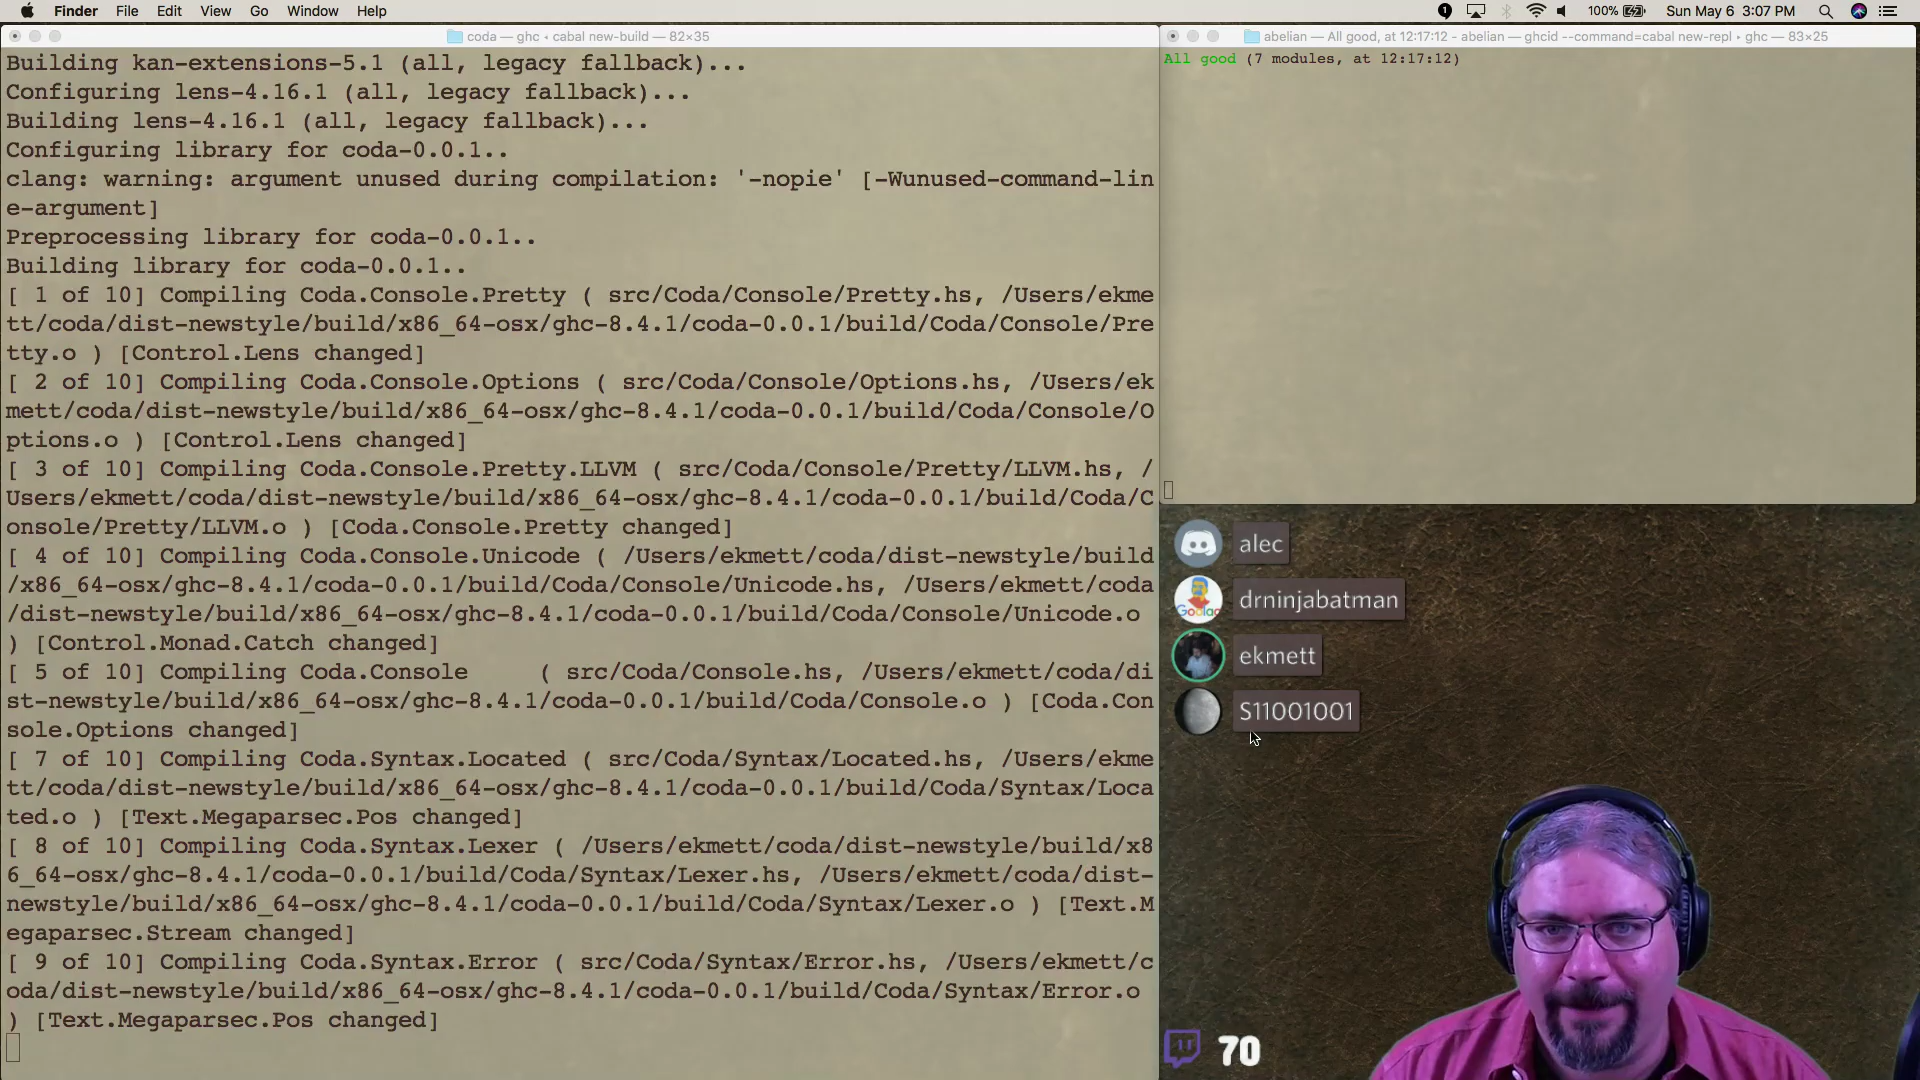 Finder File Edit View Go Window Help
100% Sun May 6 3:07 PM
coda — ghc ◂ cabal new-build — 82×35
Building kan-extensions-5.1 (all, legacy fallback)...
Configuring lens-4.16.1 (all, legacy fallback)...
Building lens-4.16.1 (all, legacy fallback)...
Configuring library for coda-0.0.1..
clang: warning: argument unused during compilation: '-nopie' [-Wunused-command-lin
e-argument]
Preprocessing library for coda-0.0.1..
Building library for coda-0.0.1..
[ 1 of 10] Compiling Coda.Console.Pretty ( src/Coda/Console/Pretty.hs, /Users/ekme
tt/coda/dist-newstyle/build/x86_64-osx/ghc-8.4.1/coda-0.0.1/build/Coda/Console/Pre
tty.o ) [Control.Lens changed]
[ 2 of 10] Compiling Coda.Console.Options ( src/Coda/Console/Options.hs, /Users/ek
mett/coda/dist-newstyle/build/x86_64-osx/ghc-8.4.1/coda-0.0.1/build/Coda/Console/O
ptions.o ) [Control.Lens changed]
[ 3 of 10] Compiling Coda.Console.Pretty.LLVM ( src/Coda/Console/Pretty/LLVM.hs, /
Users/ekmett/coda/dist-newstyle/build/x86_64-osx/ghc-8.4.1/coda-0.0.1/build/Coda/C
onsole/Pretty/LLVM.o ) [Coda.Console.Pretty changed]
[ 4 of 10] Compiling Coda.Console.Unicode ( /Users/ekmett/coda/dist-newstyle/build
/x86_64-osx/ghc-8.4.1/coda-0.0.1/build/Coda/Console/Unicode.hs, /Users/ekmett/coda
/dist-newstyle/build/x86_64-osx/ghc-8.4.1/coda-0.0.1/build/Coda/Console/Unicode.o
) [Control.Monad.Catch changed]
[ 5 of 10] Compiling Coda.Console     ( src/Coda/Console.hs, /Users/ekmett/coda/di
st-newstyle/build/x86_64-osx/ghc-8.4.1/coda-0.0.1/build/Coda/Console.o ) [Coda.Con
sole.Options changed]
[ 7 of 10] Compiling Coda.Syntax.Located ( src/Coda/Syntax/Located.hs, /Users/ekme
tt/coda/dist-newstyle/build/x86_64-osx/ghc-8.4.1/coda-0.0.1/build/Coda/Syntax/Loca
ted.o ) [Text.Megaparsec.Pos changed]
[ 8 of 10] Compiling Coda.Syntax.Lexer ( /Users/ekmett/coda/dist-newstyle/build/x8
6_64-osx/ghc-8.4.1/coda-0.0.1/build/Coda/Syntax/Lexer.hs, /Users/ekmett/coda/dist-
newstyle/build/x86_64-osx/ghc-8.4.1/coda-0.0.1/build/Coda/Syntax/Lexer.o ) [Text.M
egaparsec.Stream changed]
[ 9 of 10] Compiling Coda.Syntax.Error ( src/Coda/Syntax/Error.hs, /Users/ekmett/c
oda/dist-newstyle/build/x86_64-osx/ghc-8.4.1/coda-0.0.1/build/Coda/Syntax/Error.o
) [Text.Megaparsec.Pos changed]
abelian — All good, at 12:17:12 - abelian — ghcid --command=cabal new-repl ▸ ghc — 83×25
All good (7 modules, at 12:17:12)
alec
drninjabatman
ekmett
S11001001
70